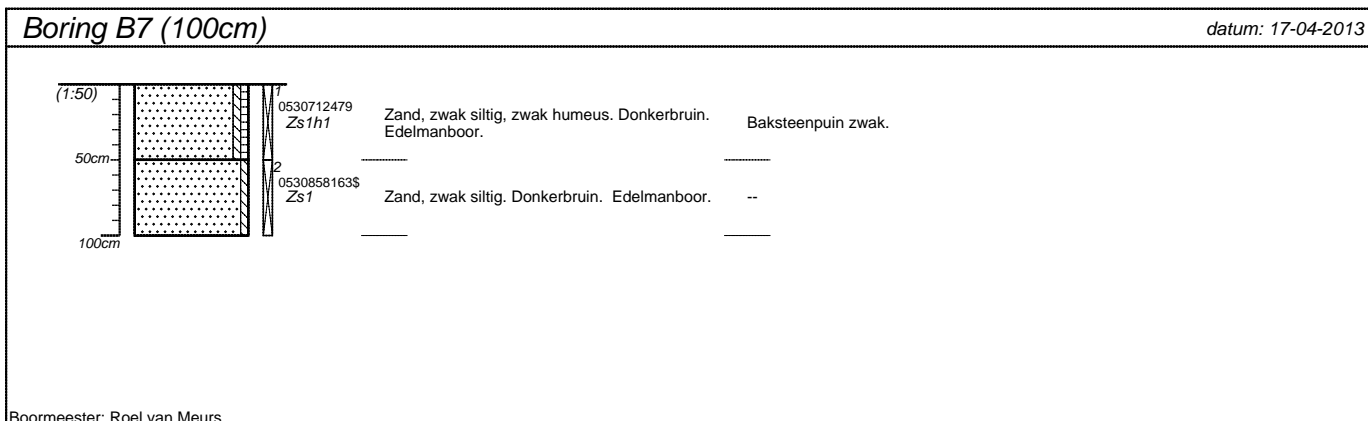 Boring B7 (100cm)
datum: 17-04-2013
(1:50)
1
0530712479
Zs1h1
Zand, zwak siltig, zwak humeus. Donkerbruin.
Edelmanboor.
Baksteenpuin zwak.
50cm
2
0530858163$
Zs1
Zand, zwak siltig. Donkerbruin. Edelmanboor.
--
100cm
Boormeester: Roel van Meurs